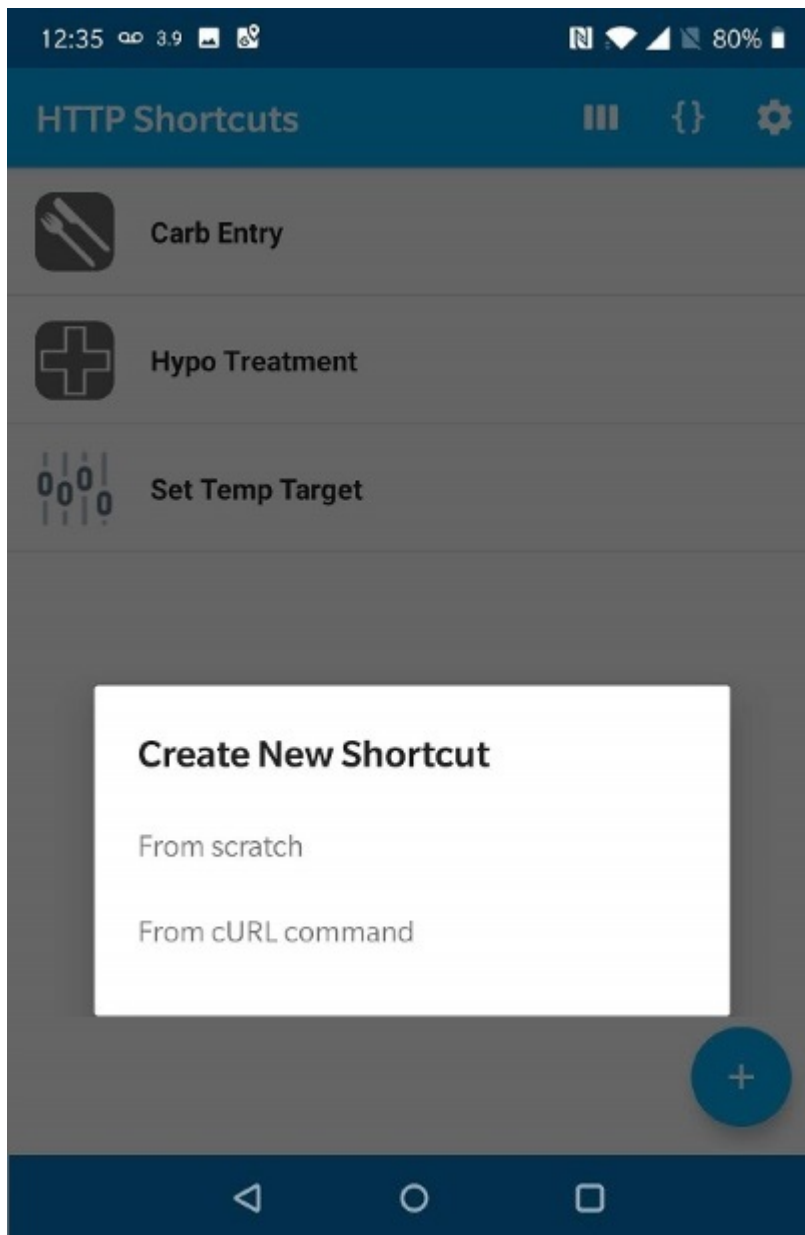 12:35 3.9 80%
HTTP Shortcuts {}
Carb Entry
Hypo Treatment
Set Temp Target
Create New Shortcut
From scratch
From cURL command
+